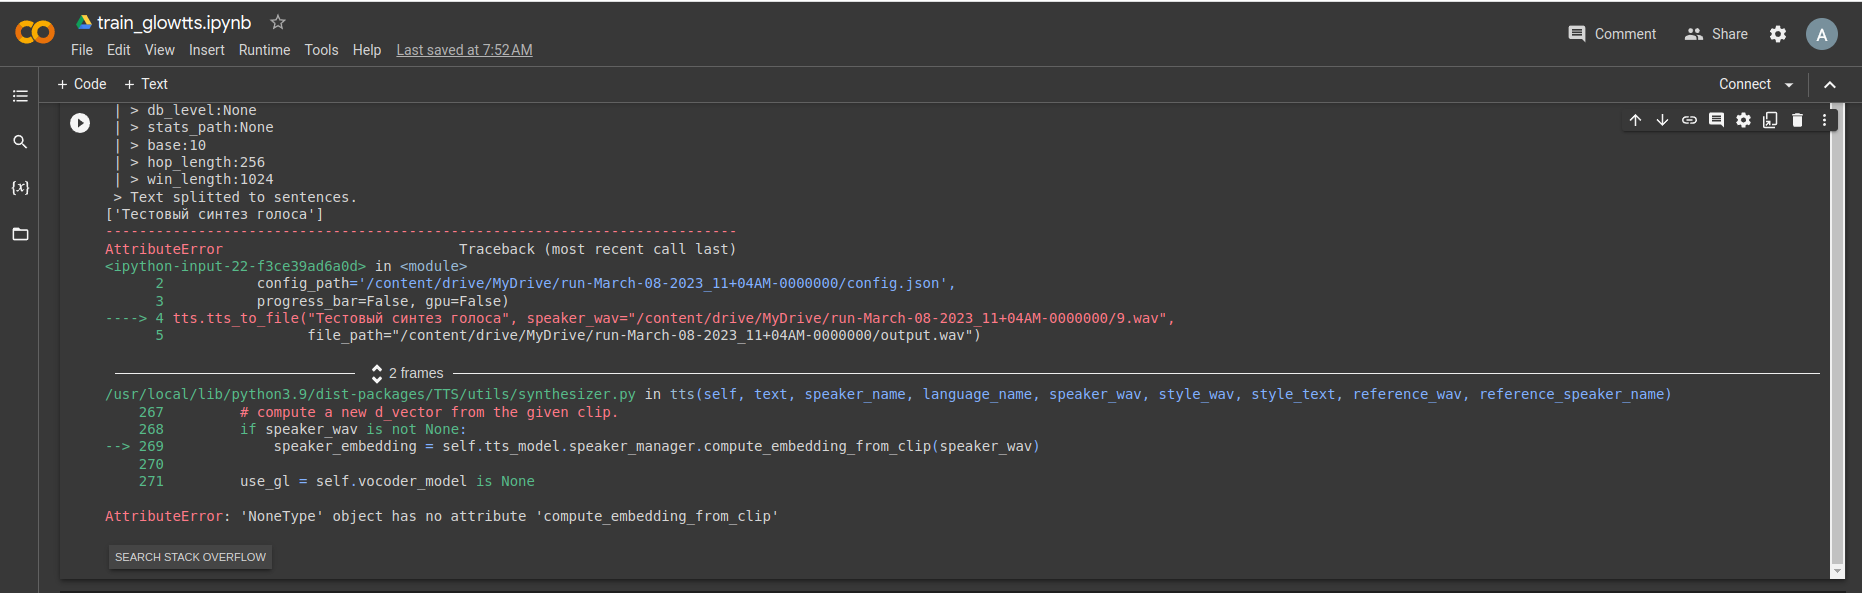 train_glowtts.ipynb
File Edit View Insert Runtime Tools Help Last saved at 7:52 AM
Comment Share A
+ Code + Text
Connect
| > db_level:None
| > stats_path:None
| > base:10
| > hop_length:256
| > win_length:1024
> Text splitted to sentences.
['Тестовый синтез голоса']
---------------------------------------------------------------------------
AttributeError Traceback (most recent call last)
<ipython-input-22-f3ce39ad6a0d> in <module>
2 config_path='/content/drive/MyDrive/run-March-08-2023_11+04AM-0000000/config.json',
3 progress_bar=False, gpu=False)
----> 4 tts.tts_to_file("Тестовый синтез голоса", speaker_wav="/content/drive/MyDrive/run-March-08-2023_11+04AM-0000000/9.wav",
5 file_path="/content/drive/MyDrive/run-March-08-2023_11+04AM-0000000/output.wav")
2 frames
/usr/local/lib/python3.9/dist-packages/TTS/utils/synthesizer.py in tts(self, text, speaker_name, language_name, speaker_wav, style_wav, style_text, reference_wav, reference_speaker_name)
267 # compute a new d_vector from the given clip.
268 if speaker_wav is not None:
--> 269 speaker_embedding = self.tts_model.speaker_manager.compute_embedding_from_clip(speaker_wav)
270
271 use_gl = self.vocoder_model is None
AttributeError: 'NoneType' object has no attribute 'compute_embedding_from_clip'
SEARCH STACK OVERFLOW